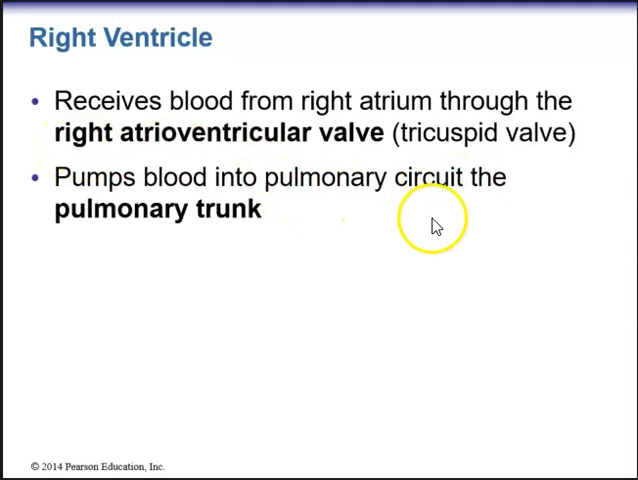 Right Ventricle
• Receives blood from right atrium through the
right atrioventricular valve (tricuspid valve)
• Pumps blood into pulmonary circuit the
pulmonary trunk
© 2014 Pearson Education, Inc.